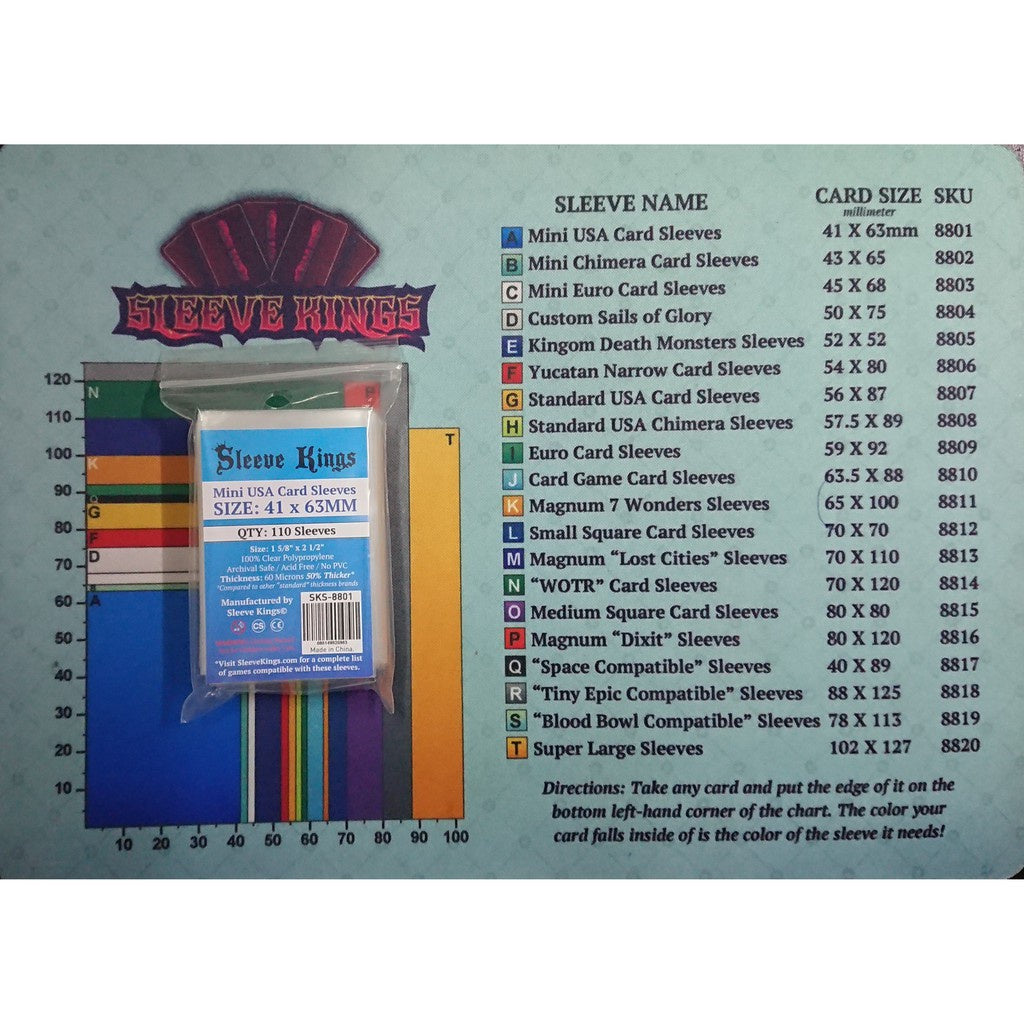 SLEEVE KINGS
SLEEVE NAME CARD SIZE SKU
millimeter
A Mini USA Card Sleeves 41 X 63mm 8801
B Mini Chimera Card Sleeves 43 X 65 8802
C Mini Euro Card Sleeves 45 X 68 8803
D Custom Sails of Glory 50 X 75 8804
E Kingom Death Monsters Sleeves 52 X 52 8805
F Yucatan Narrow Card Sleeves 54 X 80 8806
G Standard USA Card Sleeves 56 X 87 8807
H Standard USA Chimera Sleeves 57.5 X 89 8808
I Euro Card Sleeves 59 X 92 8809
J Card Game Card Sleeves 63.5 X 88 8810
K Magnum 7 Wonders Sleeves 65 X 100 8811
L Small Square Card Sleeves 70 X 70 8812
M Magnum “Lost Cities” Sleeves 70 X 110 8813
N “WOTR” Card Sleeves 70 X 120 8814
O Medium Square Card Sleeves 80 X 80 8815
P Magnum “Dixit” Sleeves 80 X 120 8816
Q “Space Compatible” Sleeves 40 X 89 8817
R “Tiny Epic Compatible” Sleeves 88 X 125 8818
S “Blood Bowl Compatible” Sleeves 78 X 113 8819
T Super Large Sleeves 102 X 127 8820
Directions: Take any card and put the edge of it on the
bottom left-hand corner of the chart. The color your
card falls inside of is the color of the sleeve it needs!
120
110
100
90
80
70
60
50
40
30
20
10
10 20 30 40 50 60 70 80 90 100
N
K
G
F
D
A
P
T
Sleeve Kings
Mini USA Card Sleeves
SIZE: 41 x 63MM
QTY: 110 Sleeves
Size: 1 5/8" x 2 1/2"
100% Clear Polypropylene
Archival Safe / Acid Free / No PVC
Thickness: 60 Microns 50% Thicker*
*Compared to other "standard" thickness brands
Manufactured by
Sleeve Kings©
SKS-8801
Made in China.
*Visit SleeveKings.com for a complete list
of games compatible with these sleeves.